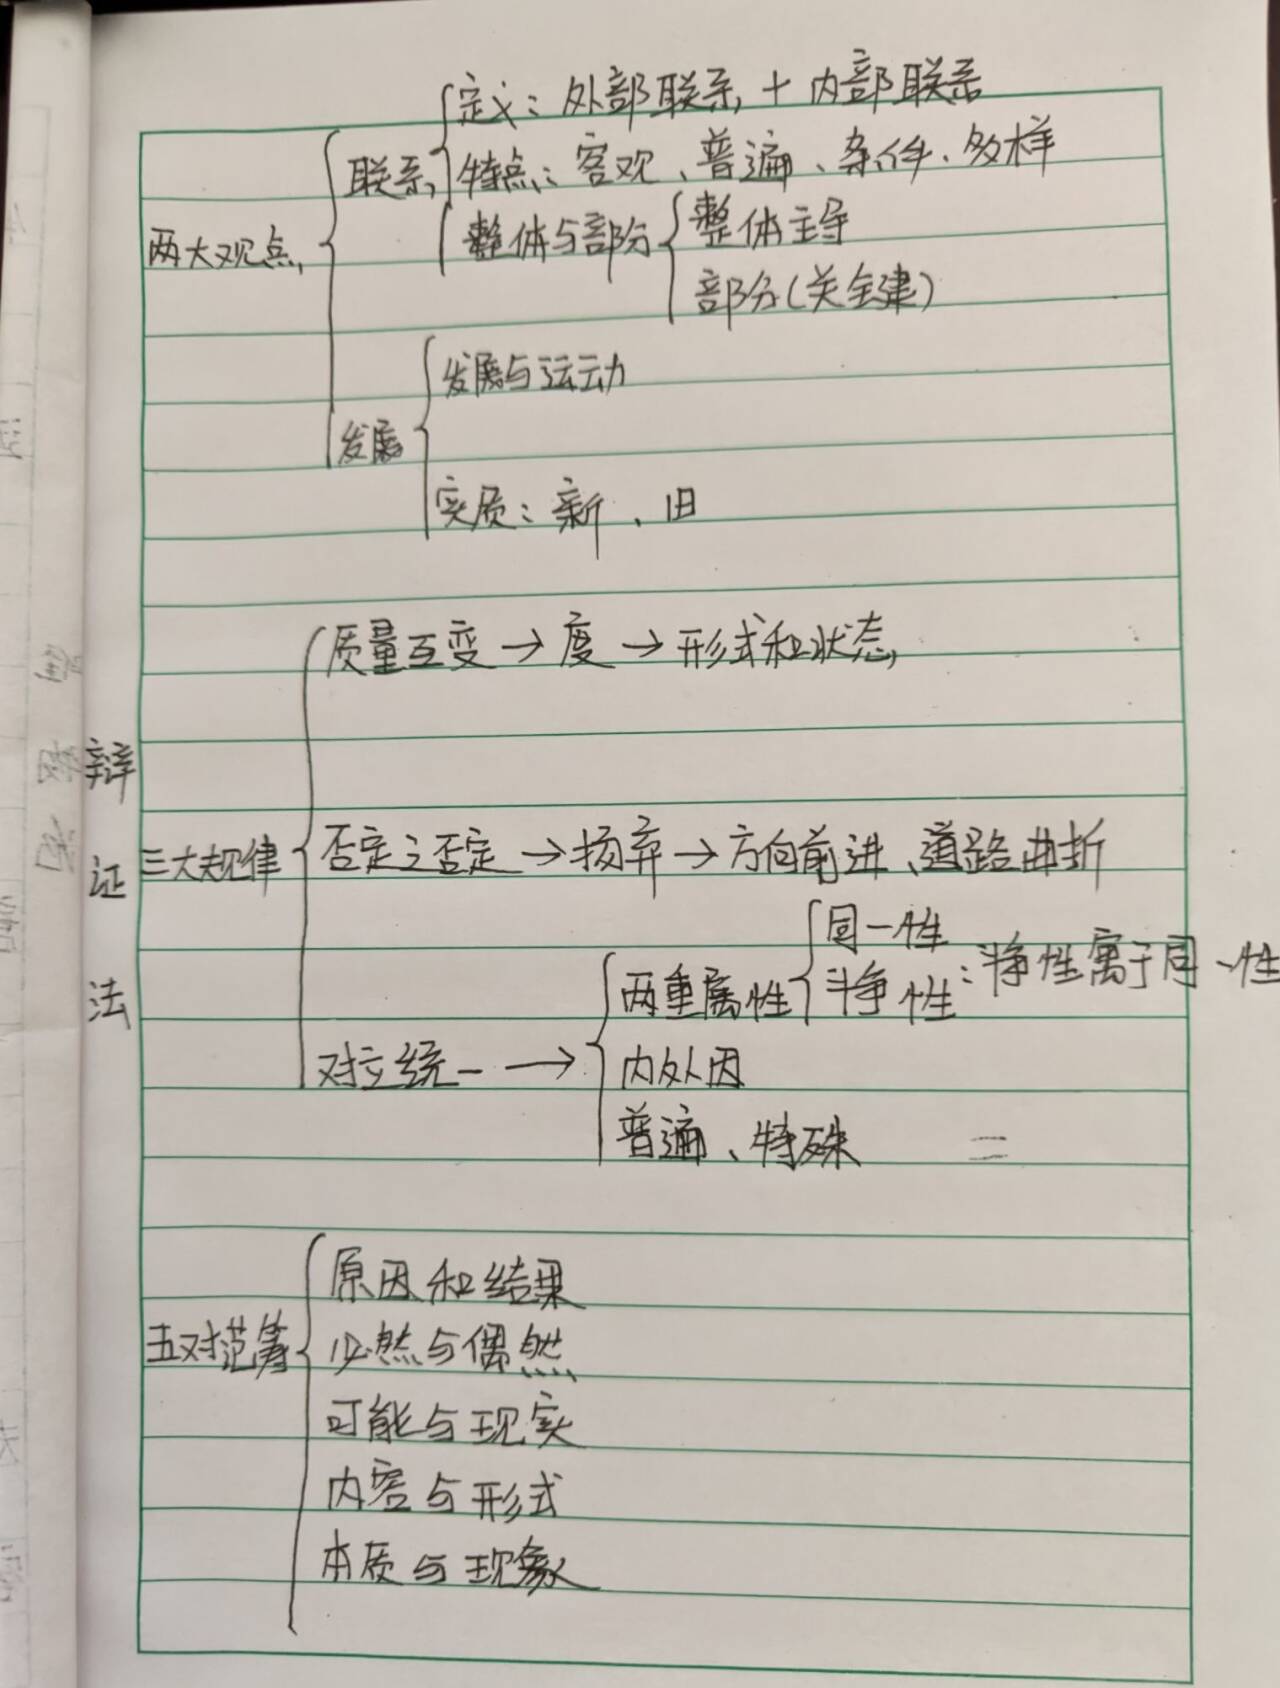 定义：外部联系＋内部联系
联系 特点：客观、普遍、条件、多样
两大观点 整体与部分 整体主导
部分(关键)
发展与运动
发展
实质：新、旧
质量互变→度→形式和状态
辩证法
三大规律 否定之否定→扬弃→方向前进、道路曲折
同一性
两重属性 斗争性：斗争性寓于同一性
对立统一→ 内外因
普遍、特殊
原因和结果
五对范筹 必然与偶然
可能与现实
内容与形式
本质与现象